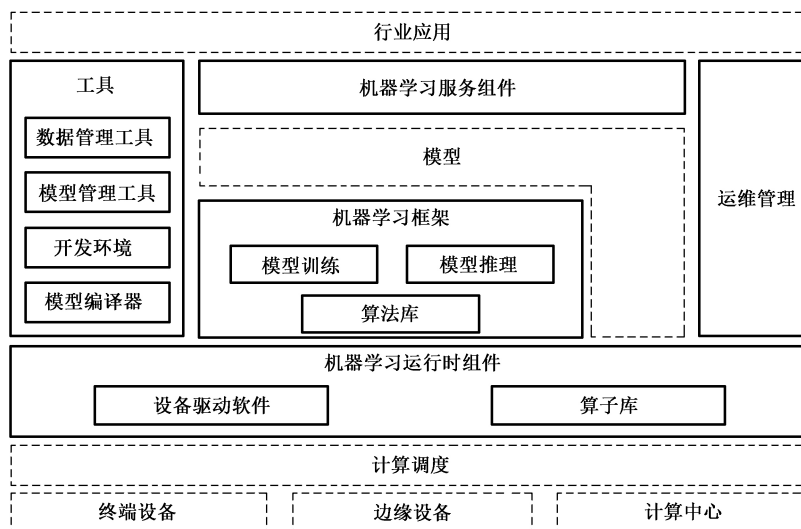 行业应用
工具
数据管理工具
模型管理工具
开发环境
模型编译器
机器学习服务组件
模型
机器学习框架
模型训练
模型推理
算法库
运维管理
机器学习运行时组件
设备驱动软件
算子库
计算调度
终端设备
边缘设备
计算中心